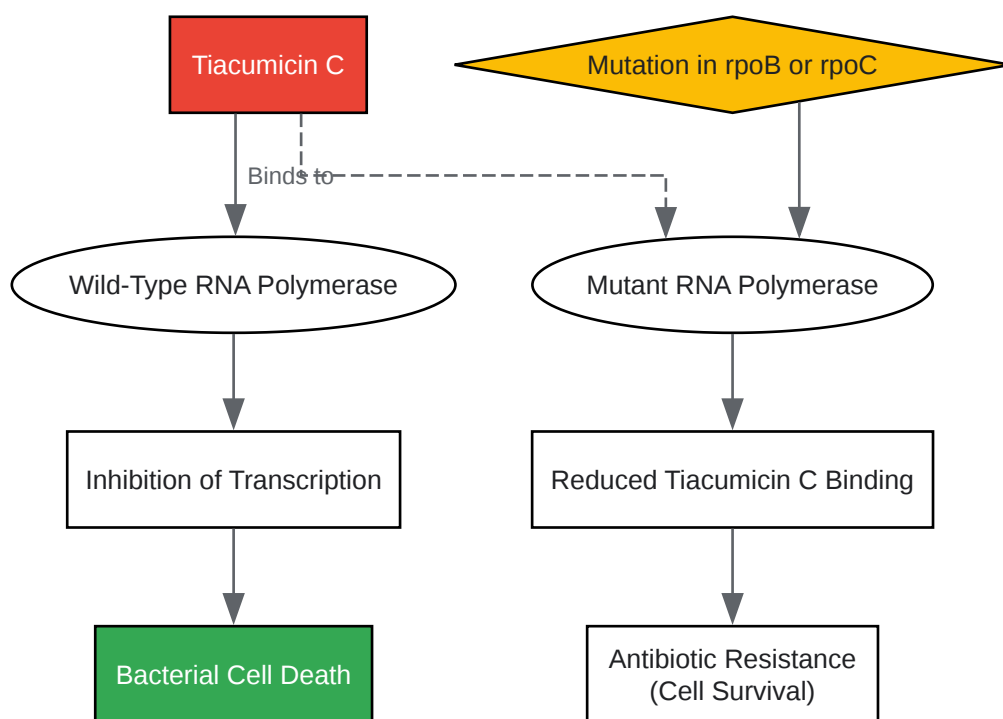 Tiacumicin C
Mutation in rpoB or rpoC
Binds to
Wild-Type RNA Polymerase
Mutant RNA Polymerase
Inhibition of Transcription
Reduced Tiacumicin C Binding
Bacterial Cell Death
Antibiotic Resistance
(Cell Survival)